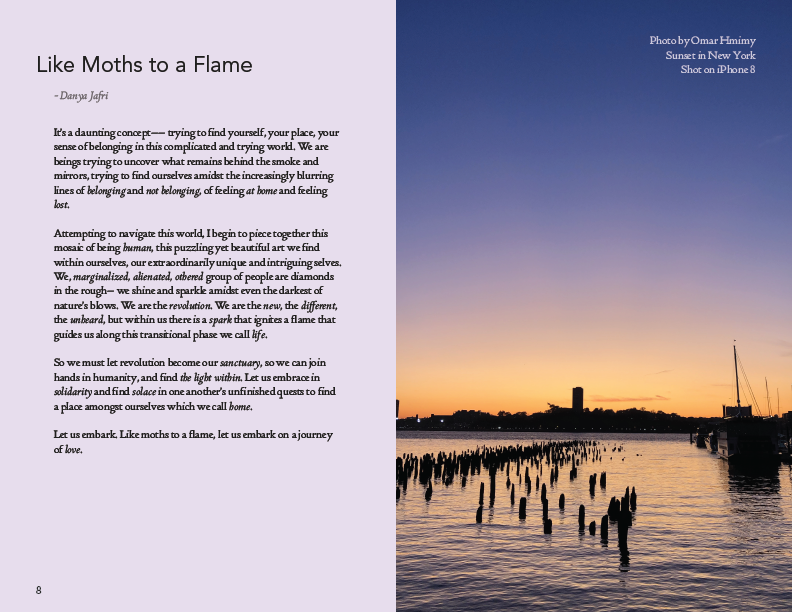 Like Moths to a Flame
- Danya Jafri
It's a daunting concept–– trying to find yourself, your place, your
sense of belonging in this complicated and trying world. We are
beings trying to uncover what remains behind the smoke and
mirrors, trying to find ourselves amidst the increasingly blurring
lines of belonging and not belonging, of feeling at home and feeling
lost.
Attempting to navigate this world, I begin to piece together this
mosaic of being human, this puzzling yet beautiful art we find
within ourselves, our extraordinarily unique and intriguing selves.
We, marginalized, alienated, othered group of people are diamonds
in the rough– we shine and sparkle amidst even the darkest of
nature's blows. We are the revolution. We are the new, the different,
the unheard, but within us there is a spark that ignites a flame that
guides us along this transitional phase we call life.
So we must let revolution become our sanctuary, so we can join
hands in humanity, and find the light within. Let us embrace in
solidarity and find solace in one another's unfinished quests to find
a place amongst ourselves which we call home.
Let us embark. Like moths to a flame, let us embark on a journey
of love.
8
Photo by Omar Hmimy
Sunset in New York
Shot on iPhone 8